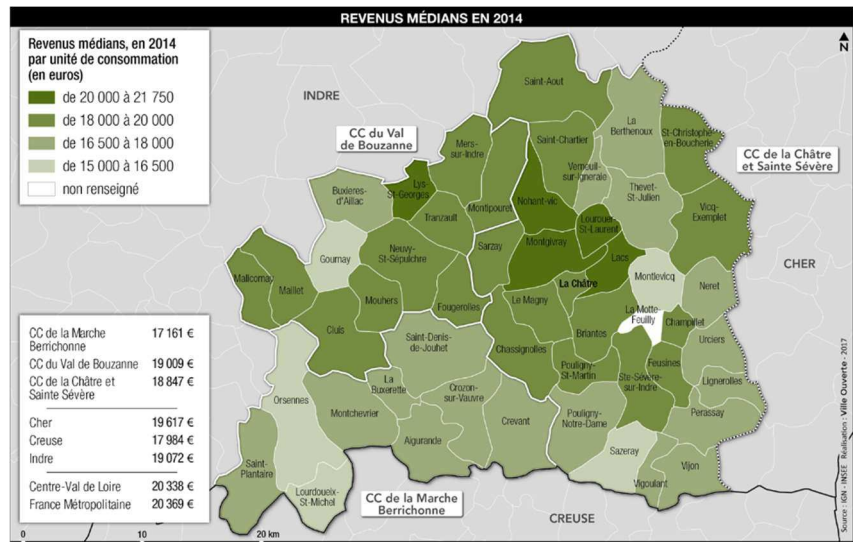 REVENUS MÉDIANS EN 2014
Revenus médians, en 2014
par unité de consommation
(en euros)
de 20 000 à 21 750
de 18 000 à 20 000
de 16 500 à 18 000
de 15 000 à 16 500
non renseigné
N
INDRE
CC du Val
de Bouzanne
CC de la Châtre
et Sainte Sévère
CHER
CREUSE
CC de la Marche
Berrichonne
Saint-Aout
La
Berthenoux
St-Christophe-
en-Boucherie
Saint-Chartier
Mers-
sur-Indre
Verneuil-
sur-Ignerale
Thevet-
St-Julien
Vicq-
Exemplet
Buxieres-
d'Aillac
Lys-
St-Georges
Tranzault
Montipouret
Nohant-vic
Lourouer-
St-Laurent
Gournay
Neuvy-
St-Sépulchre
Sarzay
Montgivray
Lacs
Montlevicq
Neret
Malicornay
Maillet
Mouhers
Fougerolles
La Châtre
Le Magny
La Motte-
Feuilly
Champillet
Cluis
Briantes
Urciers
Saint-Denis-
de-Jouhet
Chassignolles
Pouligny-
St-Martin
Feusines
Ste-Sévère-
sur-Indre
Lignerolles
La
Buxerette
Crozon-
sur-Vauvre
Orsennes
Montchevrier
Crevant
Pouligny-
Notre-Dame
Perassay
Aigurande
Sazeray
Vijon
Vigoulant
Saint-
Plantaire
Lourdoueix-
St-Michel
CC de la Marche
Berrichonne 17 161 €
CC du Val de Bouzanne 19 009 €
CC de la Châtre et
Sainte Sévère 18 847 €
Cher 19 617 €
Creuse 17 984 €
Indre 19 072 €
Centre-Val de Loire 20 338 €
France Métropolitaine 20 369 €
0 10 20 km
Source : IGN - INSEE Réalisation : Ville Ouverte - 2017